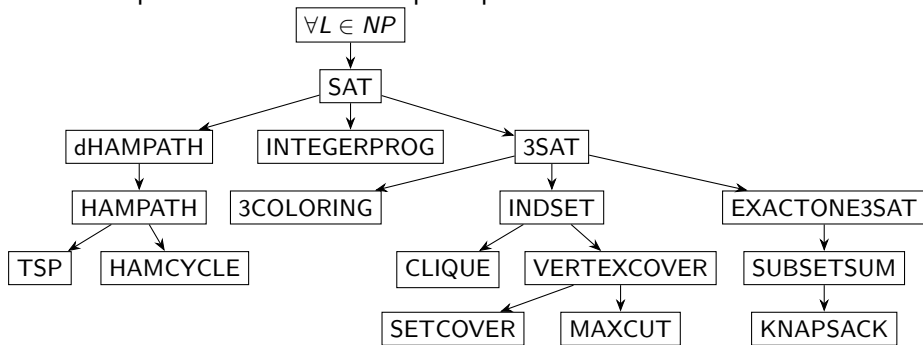 ∀L ∈ NP
SAT
dHAMPATH INTEGERPROG 3SAT
HAMPATH 3COLORING INDSET EXACTONE3SAT
TSP HAMCYCLE CLIQUE VERTEXCOVER SUBSETSUM
SETCOVER MAXCUT KNAPSACK